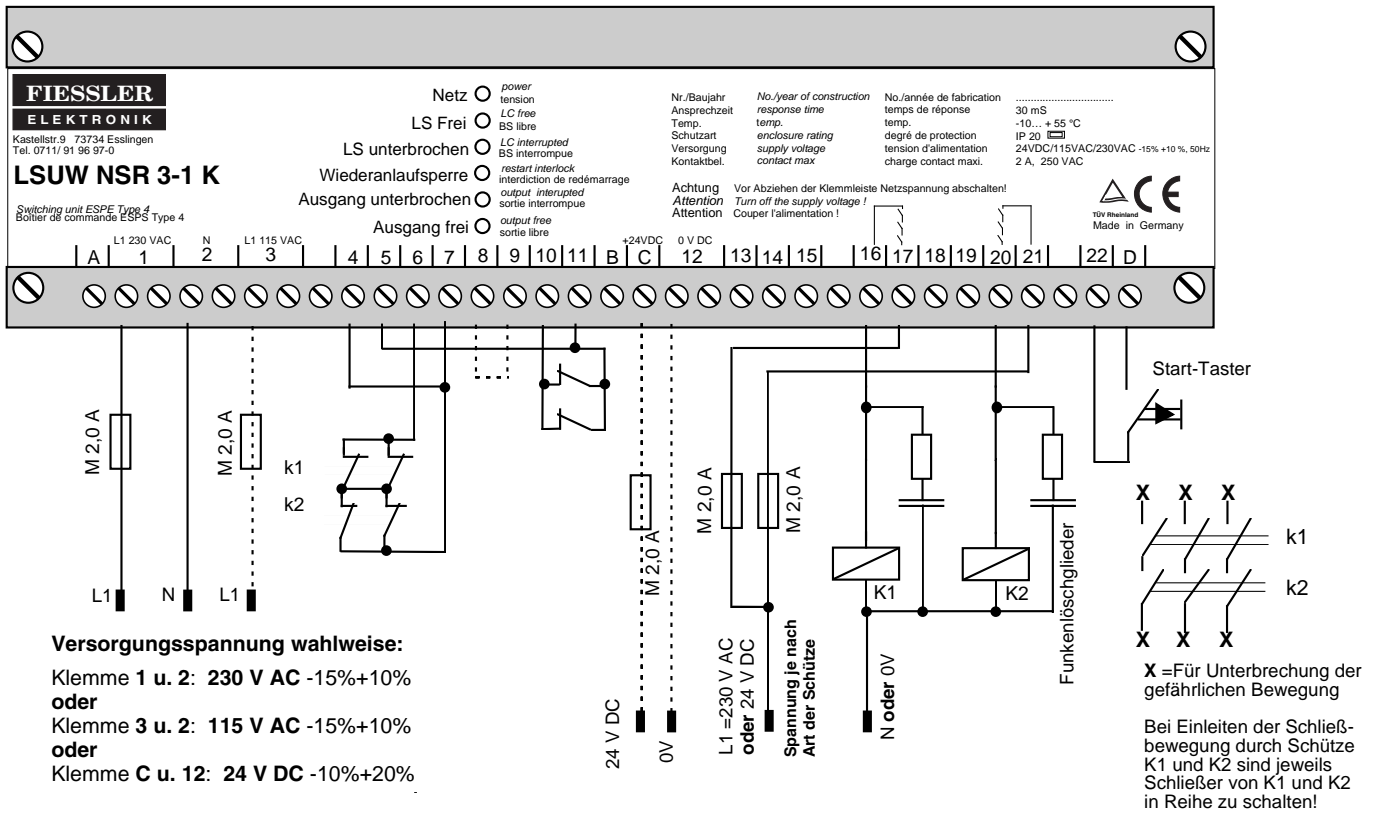 FIESSLER
ELEKTRONIK
Kastellstr.9 73734 Esslingen
Tel. 0711/ 91 96 97-0
LSUW NSR 3-1 K
Switching unit ESPE Type 4
Boîtier de commande ESPS Type 4
Netz power
tension
LS Frei LC free
BS libre
LS unterbrochen LC interrupted
BS interrompue
Wiederanlaufsperre restart interlock
interdiction de redémarrage
Ausgang unterbrochen output interupted
sortie interrompue
Ausgang frei output free
sortie libre
Nr./Baujahr No./year of construction No./année de fabrication .................................
Ansprechzeit response time temps de réponse 30 mS
Temp. temp. temp. -10... + 55 °C
Schutzart enclosure rating degré de protection IP 20
Versorgung supply voltage tension d'alimentation 24VDC/115VAC/230VAC -15% +10 %, 50Hz
Kontaktbel. contact max charge contact maxi. 2 A, 250 VAC
Achtung Vor Abziehen der Klemmleiste Netzspannung abschalten!
Attention Turn off the supply voltage !
Attention Couper l'alimentation !
TÜV Rheinland
CE
Made in Germany
L1 230 VAC N L1 115 VAC +24VDC 0 V DC
A 1 2 3 4 5 6 7 8 9 10 11 B C 12 13 14 15 16 17 18 19 20 21 22 D
Start-Taster
M 2,0 A
M 2,0 A
k1
k2
M 2,0 A
M 2,0 A
M 2,0 A
K1
K2
Funkenlöschglieder
X X X
k1
k2
X X X
L1 N L1
Versorgungsspannung wahlweise:
Klemme 1 u. 2: 230 V AC -15%+10%
oder
Klemme 3 u. 2: 115 V AC -15%+10%
oder
Klemme C u. 12: 24 V DC -10%+20%
24 V DC
0V
L1 =230 V AC
oder 24 V DC
Spannung je nach
Art der Schütze
N oder 0V
X =Für Unterbrechung der
gefährlichen Bewegung
Bei Einleiten der Schließ-
bewegung durch Schütze
K1 und K2 sind jeweils
Schließer von K1 und K2
in Reihe zu schalten!